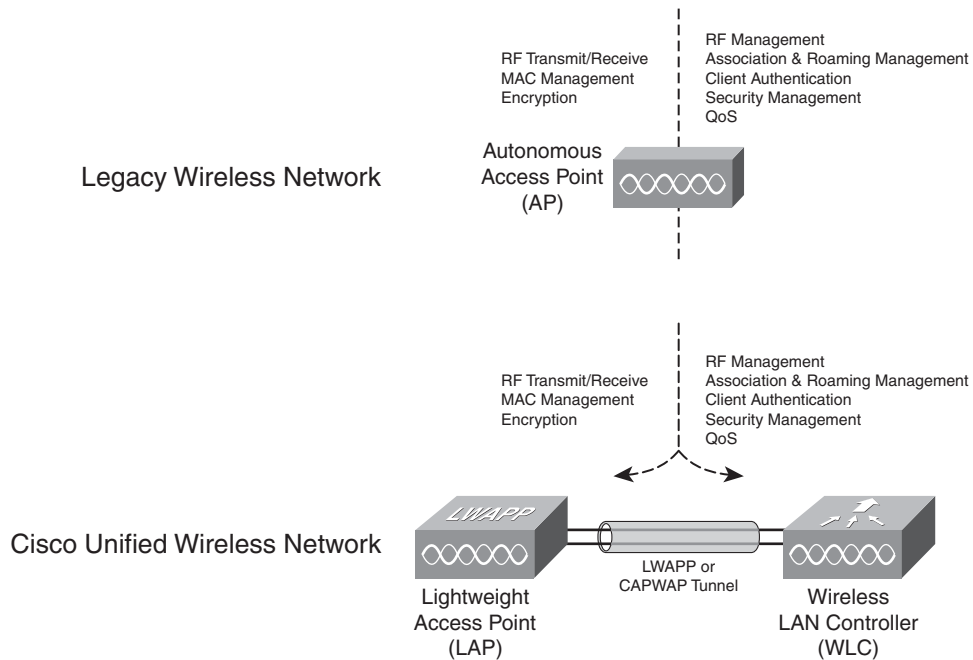 RF Transmit/Receive
MAC Management
Encryption
RF Management
Association & Roaming Management
Client Authentication
Security Management
QoS
Legacy Wireless Network
Autonomous
Access Point
(AP)
RF Transmit/Receive
MAC Management
Encryption
RF Management
Association & Roaming Management
Client Authentication
Security Management
QoS
Cisco Unified Wireless Network
LWAPP
LWAPP or
CAPWAP Tunnel
Lightweight
Access Point
(LAP)
Wireless
LAN Controller
(WLC)